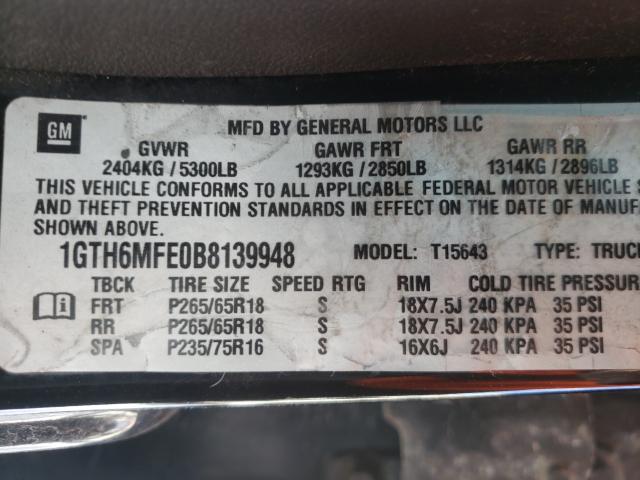 GM
MFD BY GENERAL MOTORS LLC
GVWR GAWR FRT GAWR RR
2404KG / 5300LB 1293KG / 2850LB 1314KG / 2896LB
THIS VEHICLE CONFORMS TO ALL APPLICABLE FEDERAL MOTOR VEHICLE S
AND THEFT PREVENTION STANDARDS IN EFFECT ON THE DATE OF MANUFA
SHOWN ABOVE.
1GTH6MFE0B8139948 MODEL: T15643 TYPE: TRUCK
TBCK TIRE SIZE SPEED RTG RIM COLD TIRE PRESSUR
FRT P265/65R18 S 18X7.5J 240 KPA 35 PSI
RR P265/65R18 S 18X7.5J 240 KPA 35 PSI
SPA P235/75R16 S 16X6J 240 KPA 35 PSI